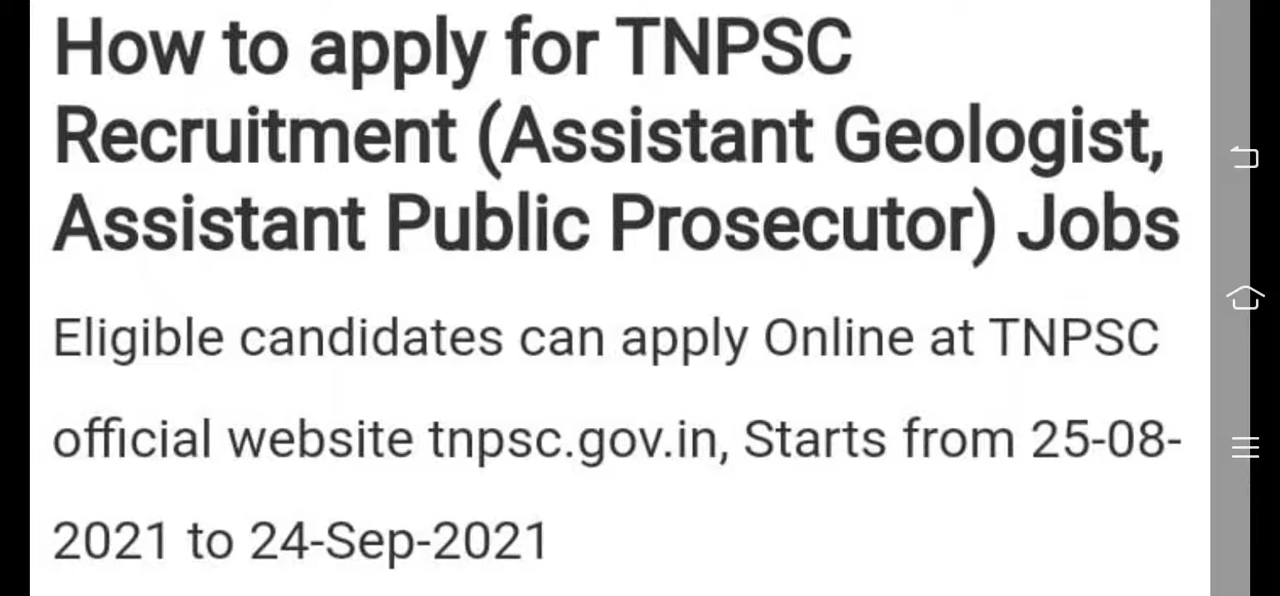 How to apply for TNPSC
Recruitment (Assistant Geologist,
Assistant Public Prosecutor) Jobs
Eligible candidates can apply Online at TNPSC
official website tnpsc.gov.in, Starts from 25-08-
2021 to 24-Sep-2021